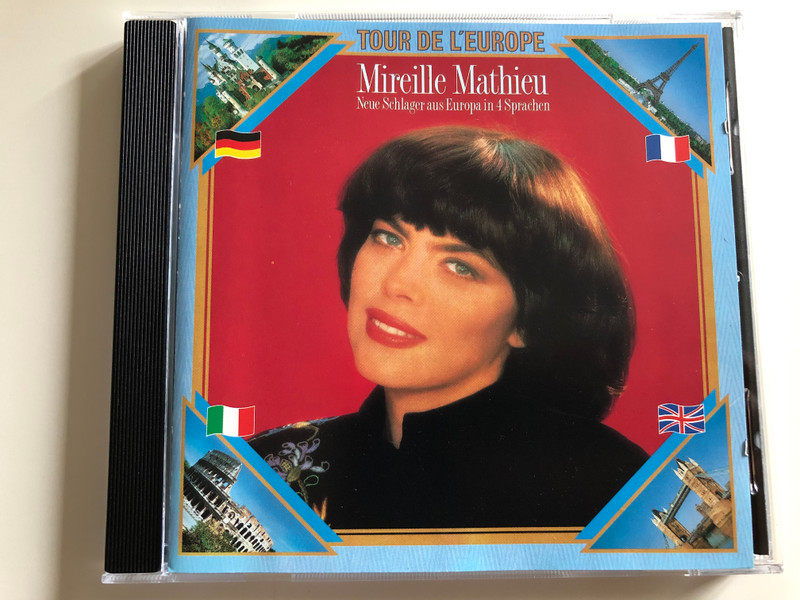 TOUR DE L'EUROPE
Mireille Mathieu
Neue Schlager aus Europa in 4 Sprachen